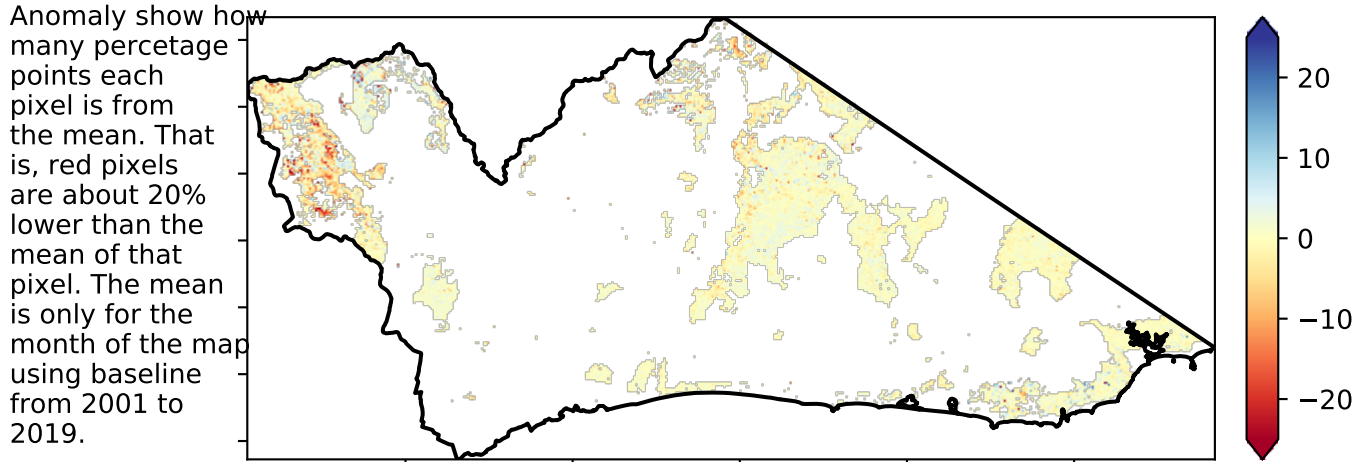 Anomaly show how
many percetage
points each
pixel is from
the mean. That
is, red pixels
are about 20%
lower than the
mean of that
pixel. The mean
is only for the
month of the map
using baseline
from 2001 to
2019.
20
10
0
−10
−20